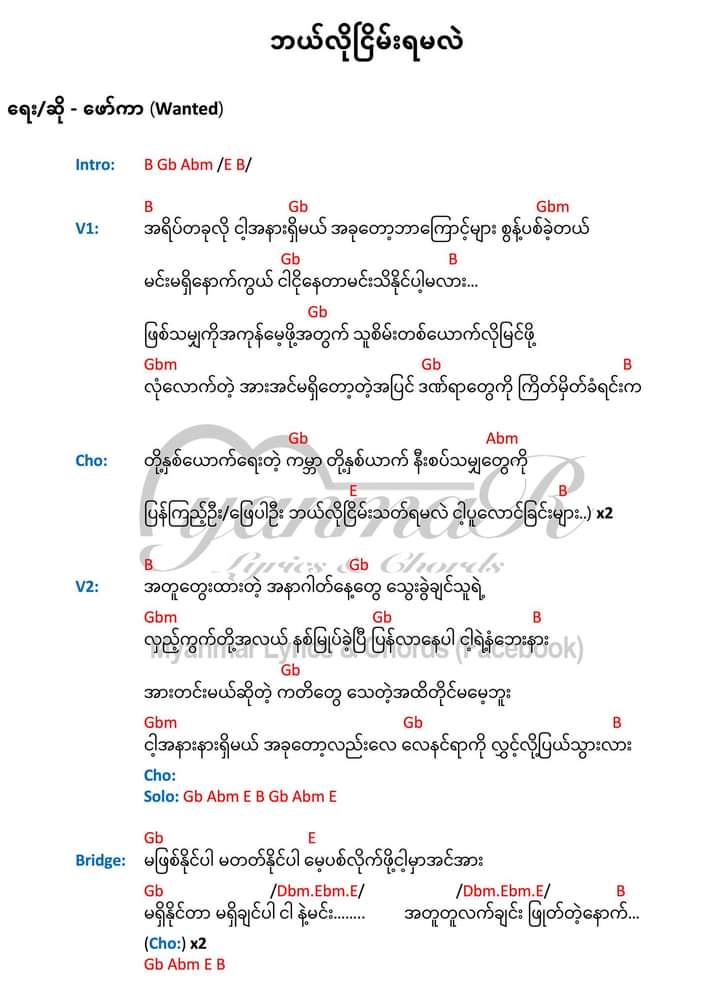 ဘယ်လိုငြိမ်းရမလဲ
ရေး/ဆို - ဖော်ကာ (Wanted)
Intro: B Gb Abm /E B/
B Gb Gbm
V1: အရိပ်တခုလို ငါ့အနားရှိမယ် အခုတော့ဘာကြောင့်များ စွန့်ပစ်ခဲ့တယ်
Gb B
မင်းမရှိနောက်ကွယ် ငါငိုနေတာမင်းသိနိုင်ပါ့မလား...
Gb
ဖြစ်သမျှကိုအကုန်မေ့ဖို့အတွက် သူစိမ်းတစ်ယောက်လိုမြင်ဖို့
Gbm Gb B
လုံလောက်တဲ့ အားအင်မရှိတော့တဲ့အပြင် ဒဏ်ရာတွေကို ကြိတ်မှိတ်ခံရင်းက
Gb Abm
Cho: တို့နှစ်ယောက်ရေးတဲ့ ကမ္ဘာ တို့နှစ်ယာက် နီးစပ်သမျှတွေကို
E B
ပြန်ကြည့်ဦး/ဖြေပါဦး ဘယ်လိုငြိမ်းသတ်ရမလဲ ငါ့ပူလောင်ခြင်းများ..) x2
MyanmaR
Lyrics & Chords
B Gb
V2: အတူတွေးထားတဲ့ အနာဂါတ်နေ့တွေ သွေးခွဲချင်သူရဲ့
Gbm Gb B
လှည့်ကွက်တို့အလယ် နစ်မြုပ်ခဲ့ပြီ ပြန်လာနေပါ ငါ့ရဲ့နံဘေးနား
Myanmar Lyrics & Chords (Facebook)
Gb
အားတင်းမယ်ဆိုတဲ့ ကတိတွေ သေတဲ့အထိတိုင်မမေ့ဘူး
Gbm Gb B
ငါ့အနားနားရှိမယ် အခုတော့လည်းလေ လေနင်ရာကို လွှင့်လို့ပြယ်သွားလား
Cho:
Solo: Gb Abm E B Gb Abm E
Gb E
Bridge: မဖြစ်နိုင်ပါ မတတ်နိုင်ပါ မေ့ပစ်လိုက်ဖို့ငါ့မှာအင်အား
Gb /Dbm.Ebm.E/ /Dbm.Ebm.E/ B
မရှိနိုင်တာ မရှိချင်ပါ ငါ နဲ့မင်း........ အတူတူလက်ချင်း ဖြုတ်တဲ့နောက်...
(Cho:) x2
Gb Abm E B